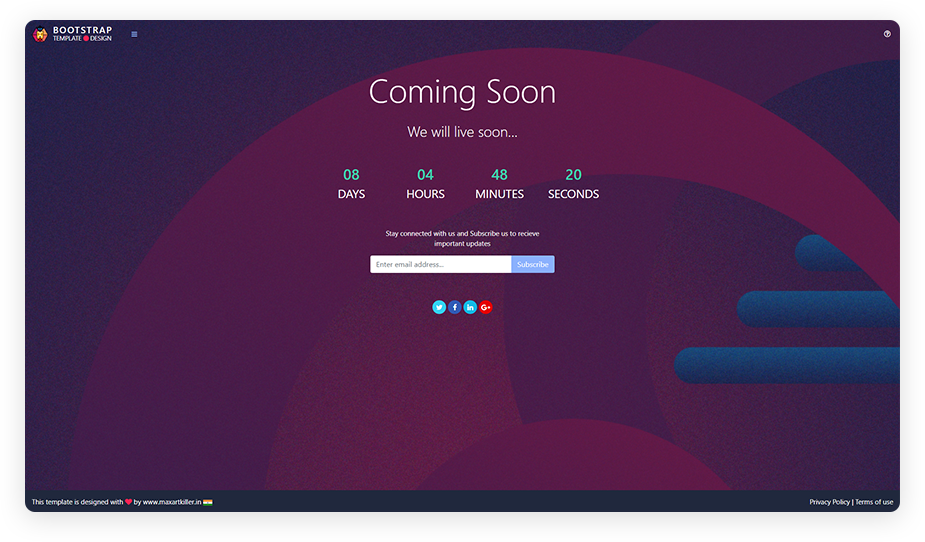 BOOTSTRAP
TEMPLATE DESIGN
Coming Soon
We will live soon...
08 04 48 20
DAYS HOURS MINUTES SECONDS
Stay connected with us and Subscribe us to recieve
important updates
Enter email address... Subscribe
This template is designed with ❤ by www.maxartkiller.in
Privacy Policy | Terms of use